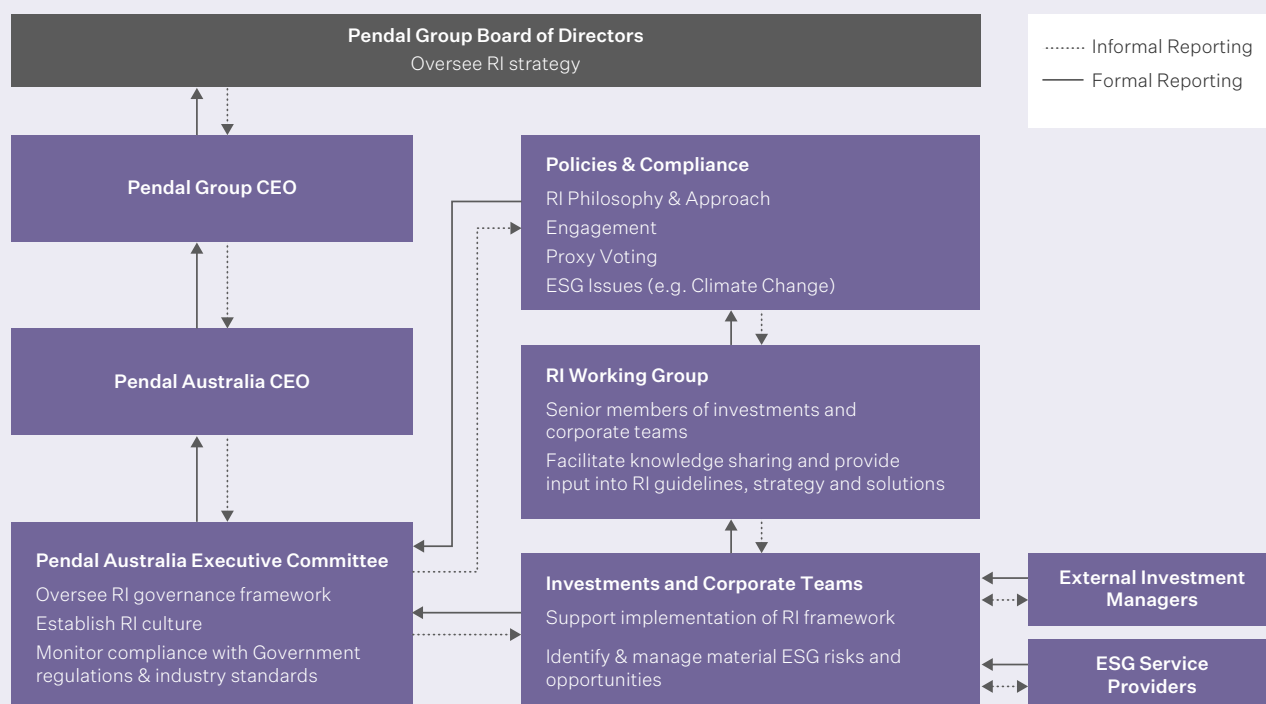 Pendal Group Board of Directors
Oversee RI strategy
Informal Reporting
Formal Reporting
Pendal Group CEO
Pendal Australia CEO
Pendal Australia Executive Committee
Oversee RI governance framework
Establish RI culture
Monitor compliance with Government
regulations & industry standards
Policies & Compliance
RI Philosophy & Approach
Engagement
Proxy Voting
ESG Issues (e.g. Climate Change)
RI Working Group
Senior members of investments and
corporate teams
Facilitate knowledge sharing and provide
input into RI guidelines, strategy and solutions
Investments and Corporate Teams
Support implementation of RI framework
Identify & manage material ESG risks and
opportunities
External Investment
Managers
ESG Service
Providers